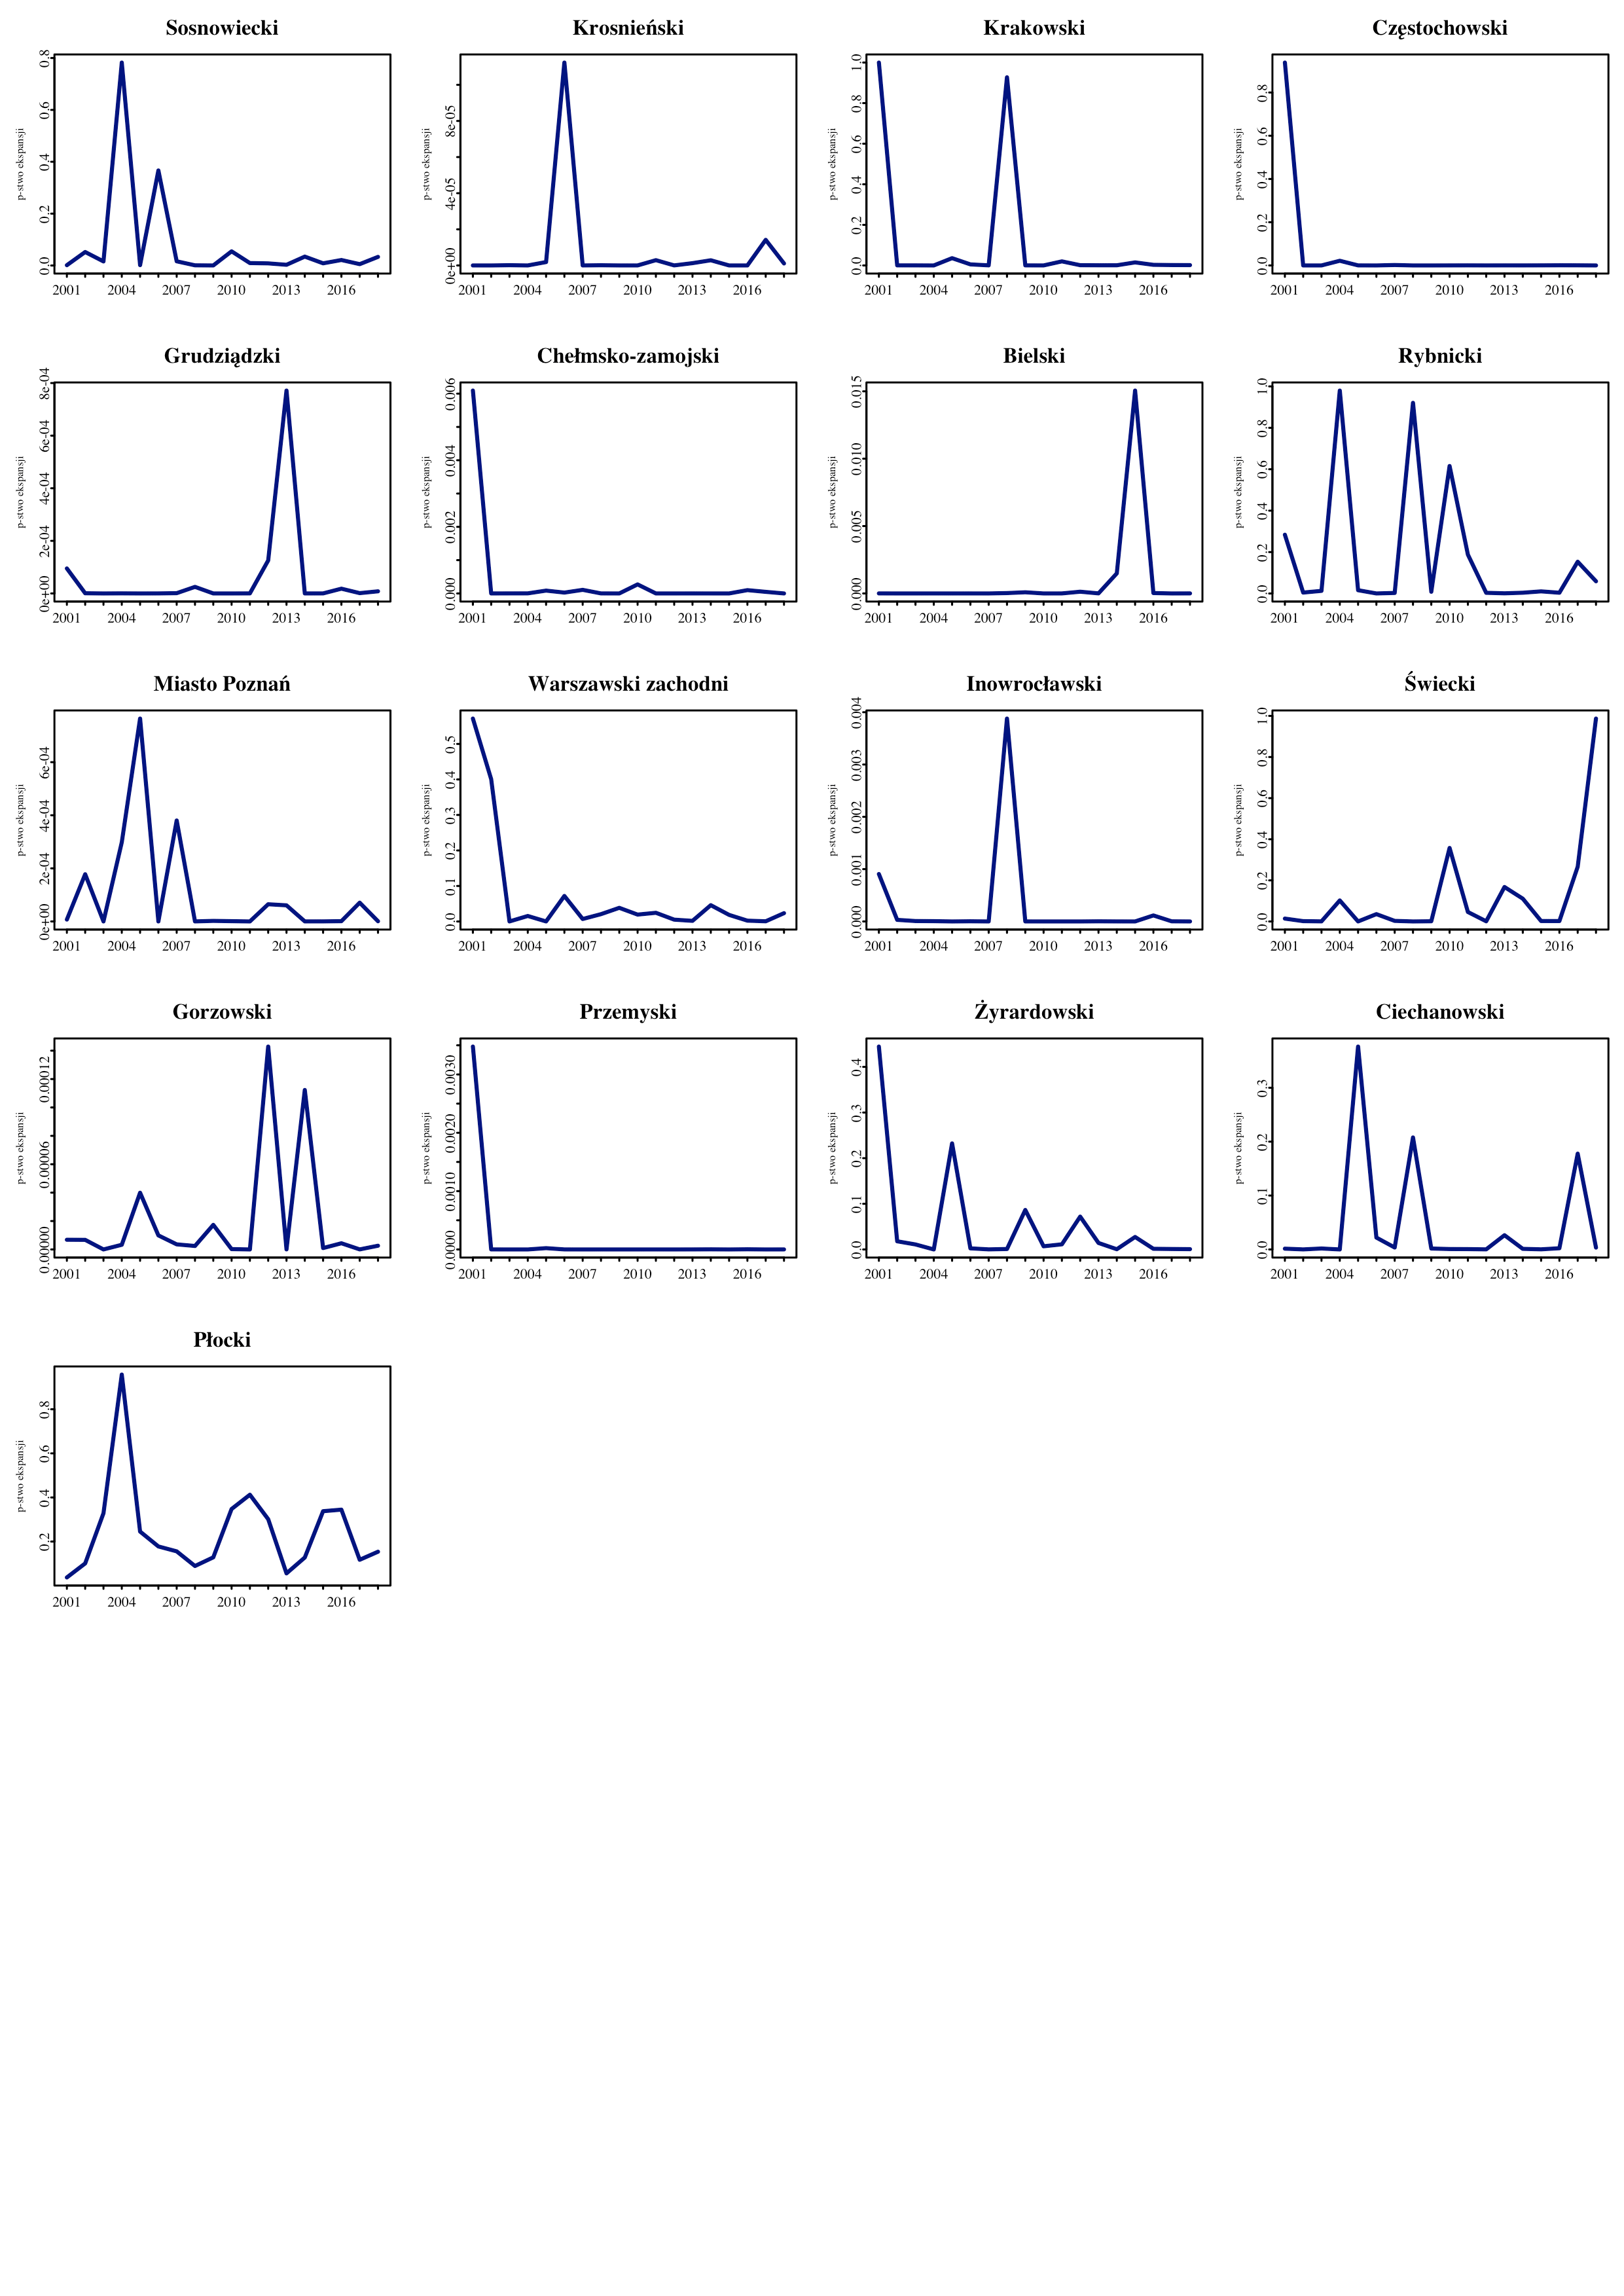 Sosnowiecki
p-stwo ekspansji
0.0 0.2 0.4 0.6 0.8
2001 2004 2007 2010 2013 2016
Krosnieński
p-stwo ekspansji
0e+00 4e-05 8e-05
2001 2004 2007 2010 2013 2016
Krakowski
p-stwo ekspansji
0.0 0.2 0.4 0.6 0.8 1.0
2001 2004 2007 2010 2013 2016
Częstochowski
p-stwo ekspansji
0.0 0.2 0.4 0.6 0.8
2001 2004 2007 2010 2013 2016
Grudziądzki
p-stwo ekspansji
0e+00 2e-04 4e-04 6e-04 8e-04
2001 2004 2007 2010 2013 2016
Chełmsko-zamojski
p-stwo ekspansji
0.000 0.002 0.004 0.006
2001 2004 2007 2010 2013 2016
Bielski
p-stwo ekspansji
0.000 0.005 0.010 0.015
2001 2004 2007 2010 2013 2016
Rybnicki
p-stwo ekspansji
0.0 0.2 0.4 0.6 0.8 1.0
2001 2004 2007 2010 2013 2016
Miasto Poznań
p-stwo ekspansji
0e+00 2e-04 4e-04 6e-04
2001 2004 2007 2010 2013 2016
Warszawski zachodni
p-stwo ekspansji
0.0 0.1 0.2 0.3 0.4 0.5
2001 2004 2007 2010 2013 2016
Inowrocławski
p-stwo ekspansji
0.000 0.001 0.002 0.003 0.004
2001 2004 2007 2010 2013 2016
Świecki
p-stwo ekspansji
0.0 0.2 0.4 0.6 0.8 1.0
2001 2004 2007 2010 2013 2016
Gorzowski
p-stwo ekspansji
0.00000 0.00006 0.00012
2001 2004 2007 2010 2013 2016
Przemyski
p-stwo ekspansji
0.0000 0.0010 0.0020 0.0030
2001 2004 2007 2010 2013 2016
Żyrardowski
p-stwo ekspansji
0.0 0.1 0.2 0.3 0.4
2001 2004 2007 2010 2013 2016
Ciechanowski
p-stwo ekspansji
0.0 0.1 0.2 0.3
2001 2004 2007 2010 2013 2016
Płocki
p-stwo ekspansji
0.2 0.4 0.6 0.8
2001 2004 2007 2010 2013 2016